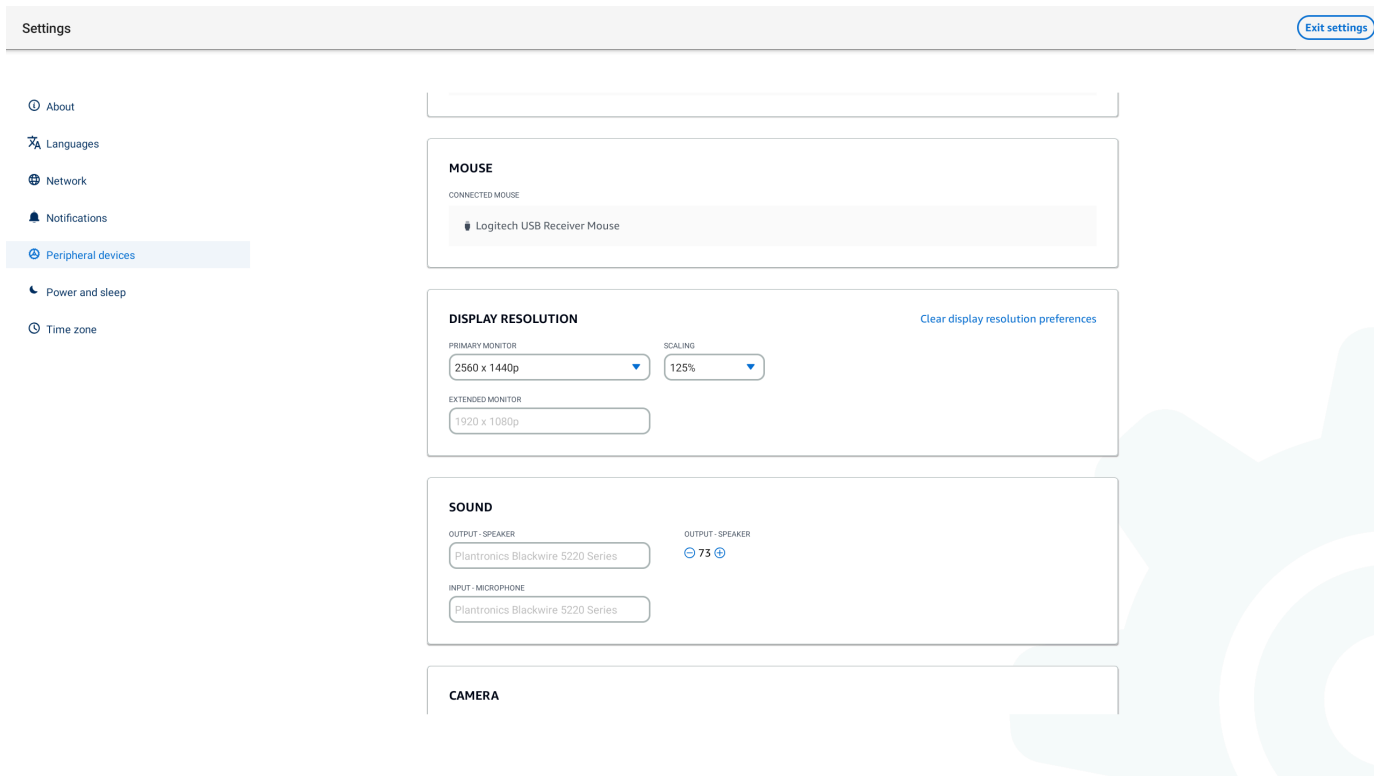 Settings
Exit settings
About
Languages
Network
Notifications
Peripheral devices
Power and sleep
Time zone
MOUSE
CONNECTED MOUSE
Logitech USB Receiver Mouse
DISPLAY RESOLUTION
Clear display resolution preferences
PRIMARY MONITOR
SCALING
2560 x 1440p
125%
EXTENDED MONITOR
1920 x 1080p
SOUND
OUTPUT - SPEAKER
OUTPUT - SPEAKER
Plantronics Blackwire 5220 Series
73
INPUT - MICROPHONE
Plantronics Blackwire 5220 Series
CAMERA